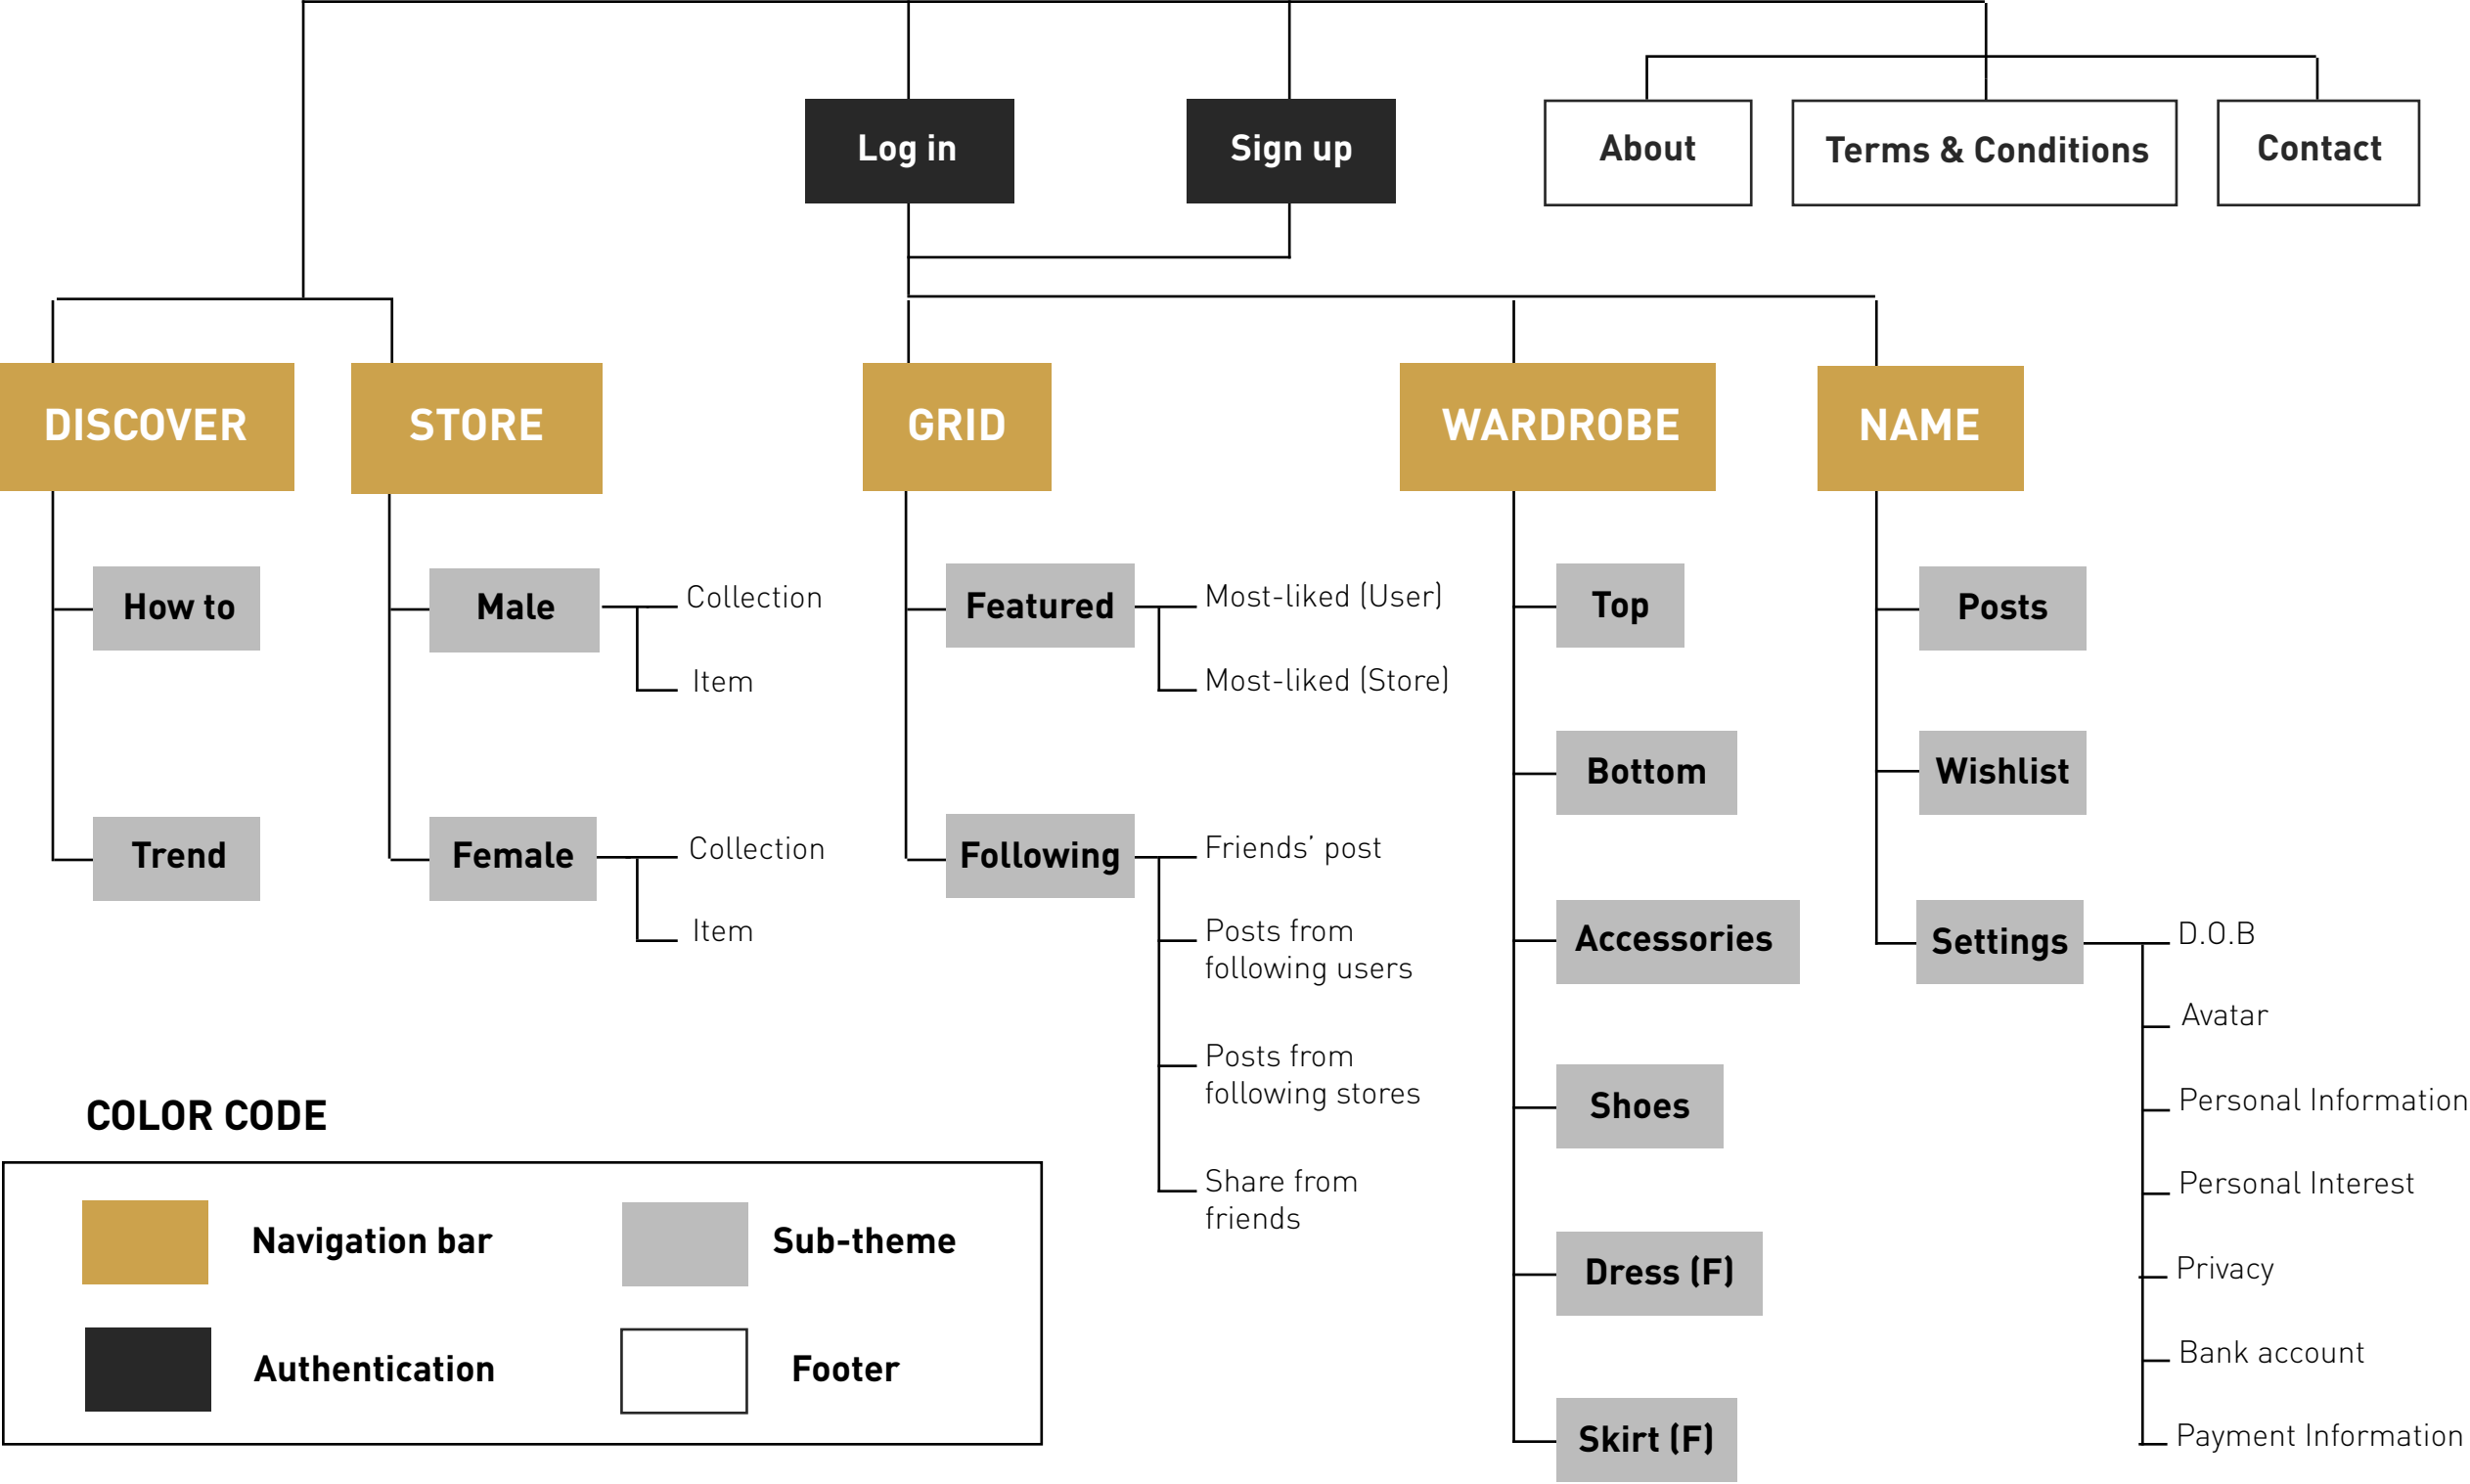 Log in
Sign up
About
Terms & Conditions
Contact
DISCOVER
STORE
GRID
WARDROBE
NAME
How to
Trend
Male
Collection
Item
Female
Collection
Item
Featured
Most-liked (User)
Most-liked (Store)
Following
Friends’ post
Posts from
following users
Posts from
following stores
Share from
friends
Top
Bottom
Accessories
Shoes
Dress (F)
Skirt (F)
Posts
Wishlist
Settings
D.O.B
Avatar
Personal Information
Personal Interest
Privacy
Bank account
Payment Information
COLOR CODE
Navigation bar
Sub-theme
Authentication
Footer